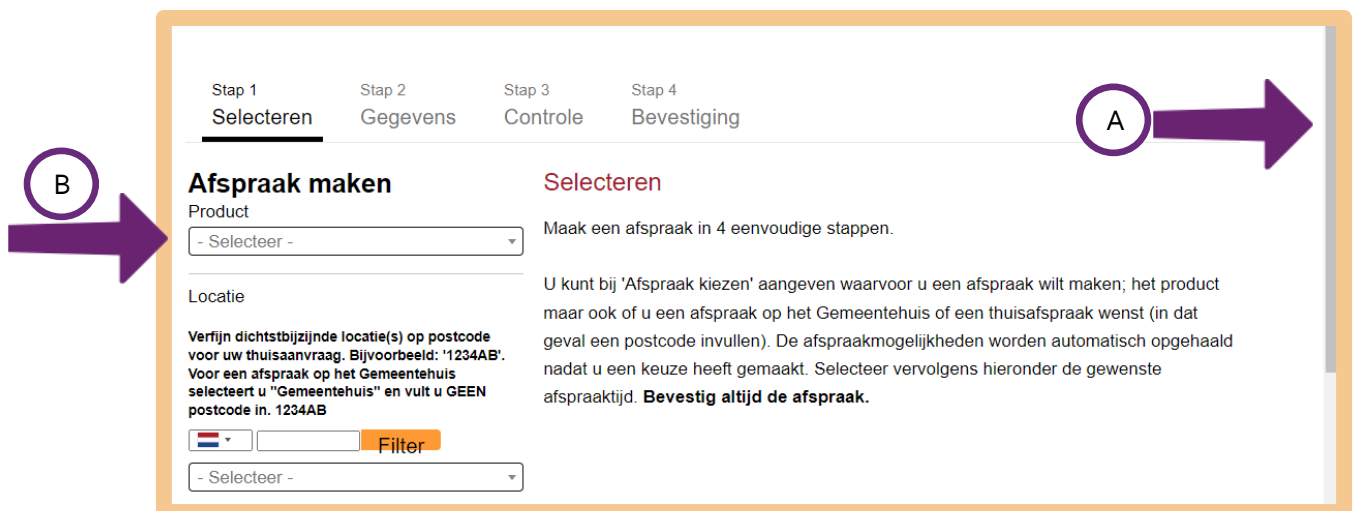 Stap 1
Selecteren
Stap 2
Gegevens
Stap 3
Controle
Stap 4
Bevestiging
A
B
Afspraak maken
Product
- Selecteer -
Locatie
Verfijn dichtstbijzijnde locatie(s) op postcode
voor uw thuisaanvraag. Bijvoorbeeld: '1234AB'.
Voor een afspraak op het Gemeentehuis
selecteert u "Gemeentehuis" en vult u GEEN
postcode in. 1234AB
Filter
- Selecteer -
Selecteren
Maak een afspraak in 4 eenvoudige stappen.
U kunt bij 'Afspraak kiezen' aangeven waarvoor u een afspraak wilt maken; het product
maar ook of u een afspraak op het Gemeentehuis of een thuisafspraak wenst (in dat
geval een postcode invullen). De afspraakmogelijkheden worden automatisch opgehaald
nadat u een keuze heeft gemaakt. Selecteer vervolgens hieronder de gewenste
afspraaktijd. Bevestig altijd de afspraak.